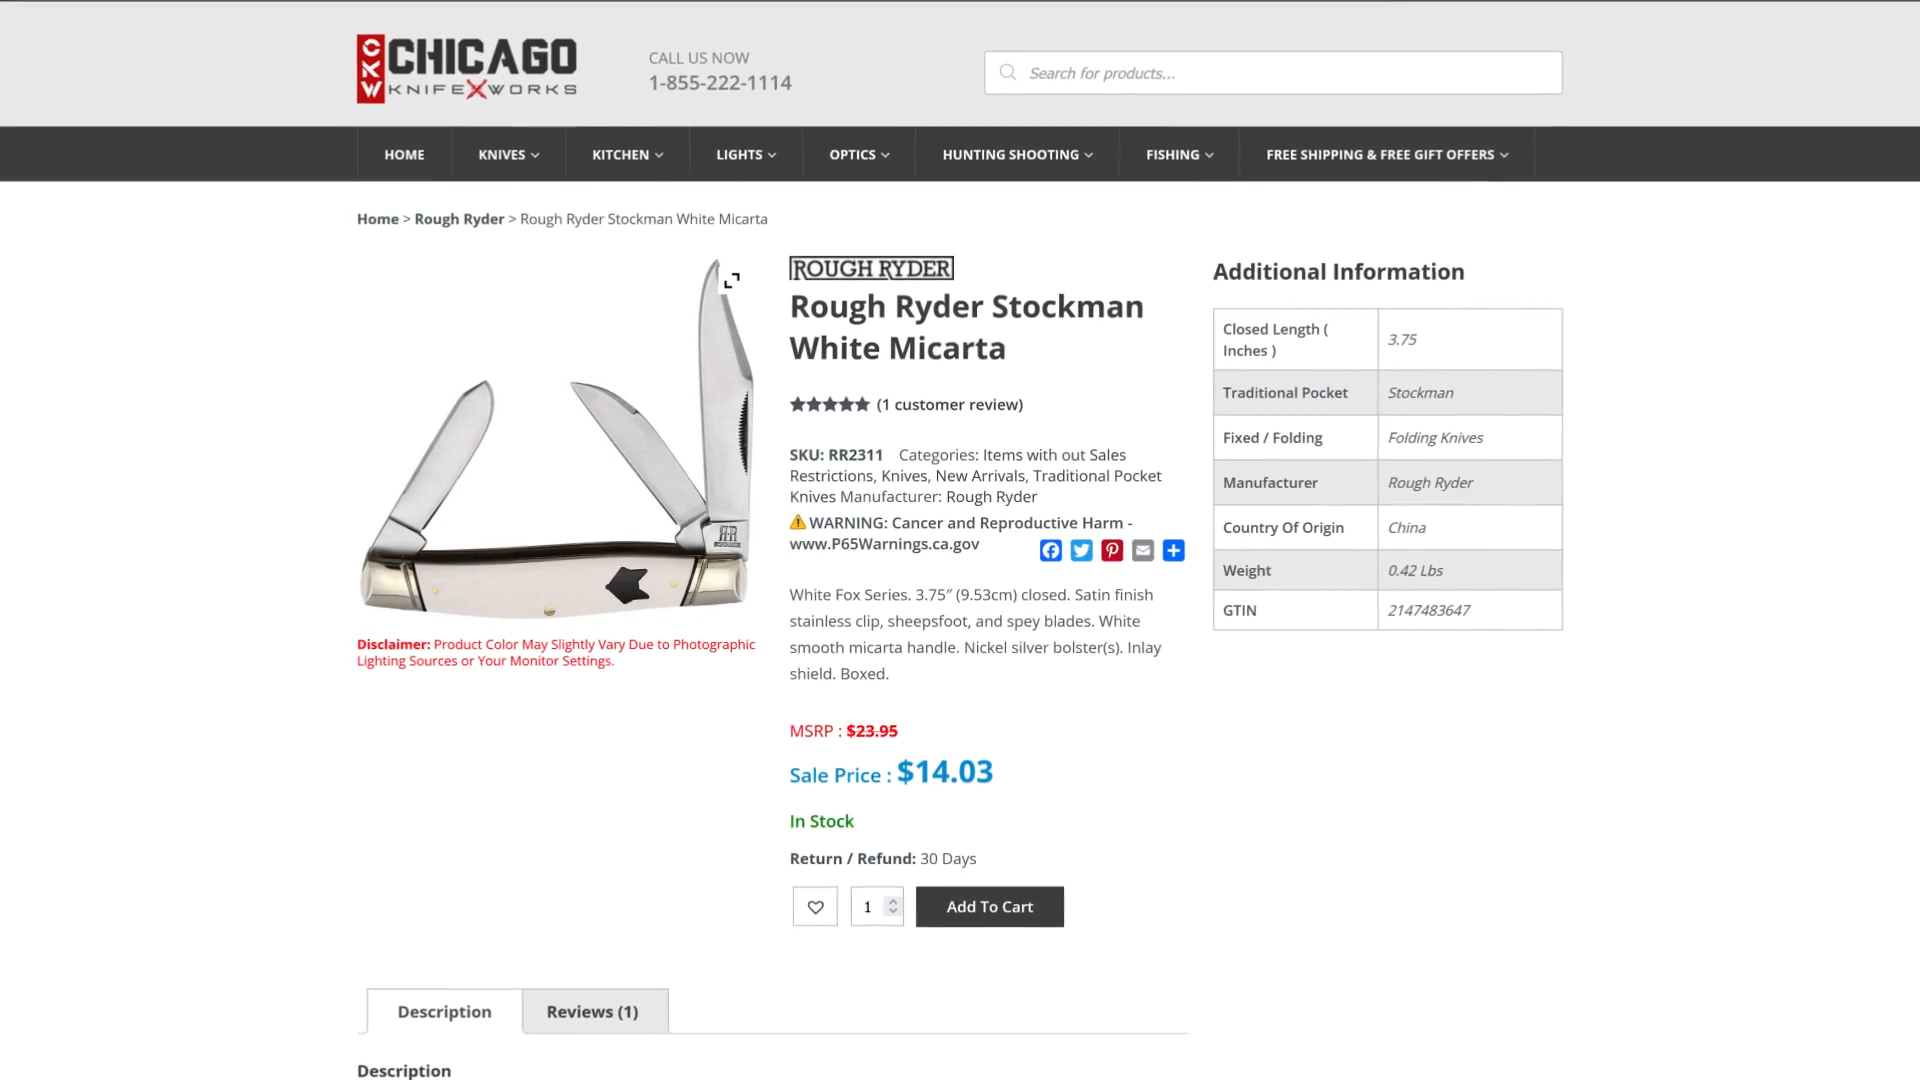 CKW CHICAGO
KNIFEWORKS
CALL US NOW
1-855-222-1114
Search for products...
HOME
KNIVES
KITCHEN
LIGHTS
OPTICS
HUNTING SHOOTING
FISHING
FREE SHIPPING & FREE GIFT OFFERS
Home > Rough Ryder > Rough Ryder Stockman White Micarta
RR
Disclaimer: Product Color May Slightly Vary Due to Photographic
Lighting Sources or Your Monitor Settings.
ROUGH RYDER
Rough Ryder Stockman
White Micarta
(1 customer review)
SKU: RR2311 Categories: Items with out Sales
Restrictions, Knives, New Arrivals, Traditional Pocket
Knives Manufacturer: Rough Ryder
WARNING: Cancer and Reproductive Harm -
www.P65Warnings.ca.gov
White Fox Series. 3.75″ (9.53cm) closed. Satin finish
stainless clip, sheepsfoot, and spey blades. White
smooth micarta handle. Nickel silver bolster(s). Inlay
shield. Boxed.
MSRP : $23.95
Sale Price : $14.03
In Stock
Return / Refund: 30 Days
1
Add To Cart
Additional Information
Closed Length (
Inches )
3.75
Traditional Pocket
Stockman
Fixed / Folding
Folding Knives
Manufacturer
Rough Ryder
Country Of Origin
China
Weight
0.42 Lbs
GTIN
2147483647
Description
Reviews (1)
Description